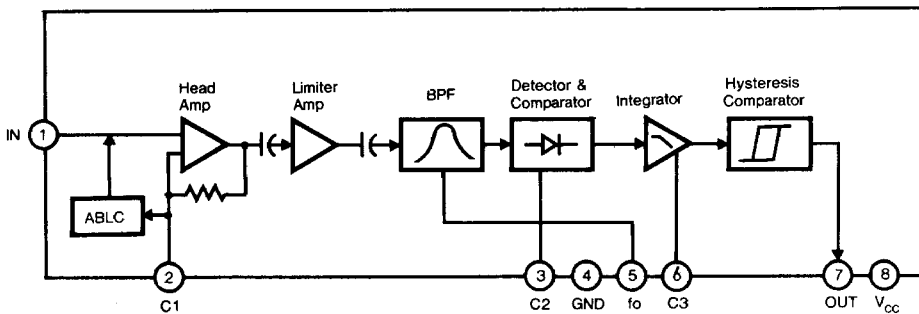 Head
Amp
Limiter
Amp
BPF
Detector &
Comparator
Integrator
Hysteresis
Comparator
IN
1
ABLC
2
3
4
5
6
7
8
C1
C2
GND
fo
C3
OUT
VCC